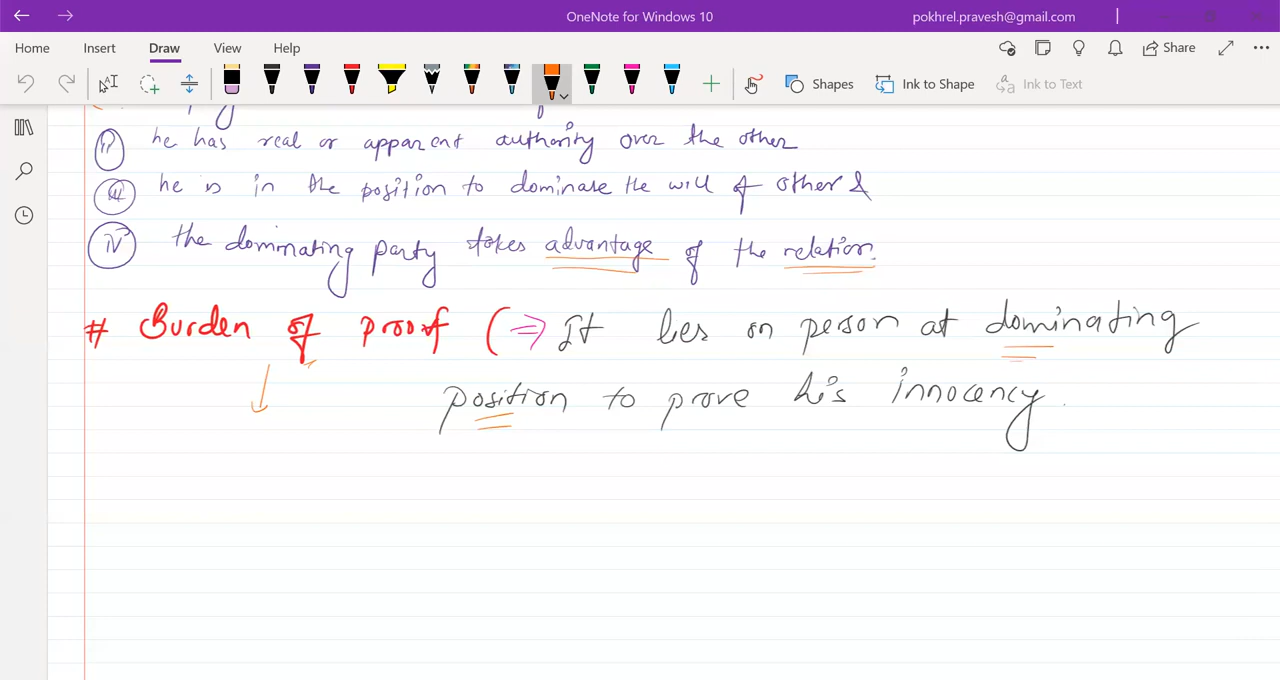 OneNote for Windows 10
pokhrel.pravesh@gmail.com
Home Insert Draw View Help Share
Shapes Ink to Shape Ink to Text
he has real or apparent authority over the other
he is in the position to dominate the will of other &
IV the dominating party takes advantage of the relation.
# Burden of proof ( ⇒ It lies on person at dominating
position to prove his innocency.